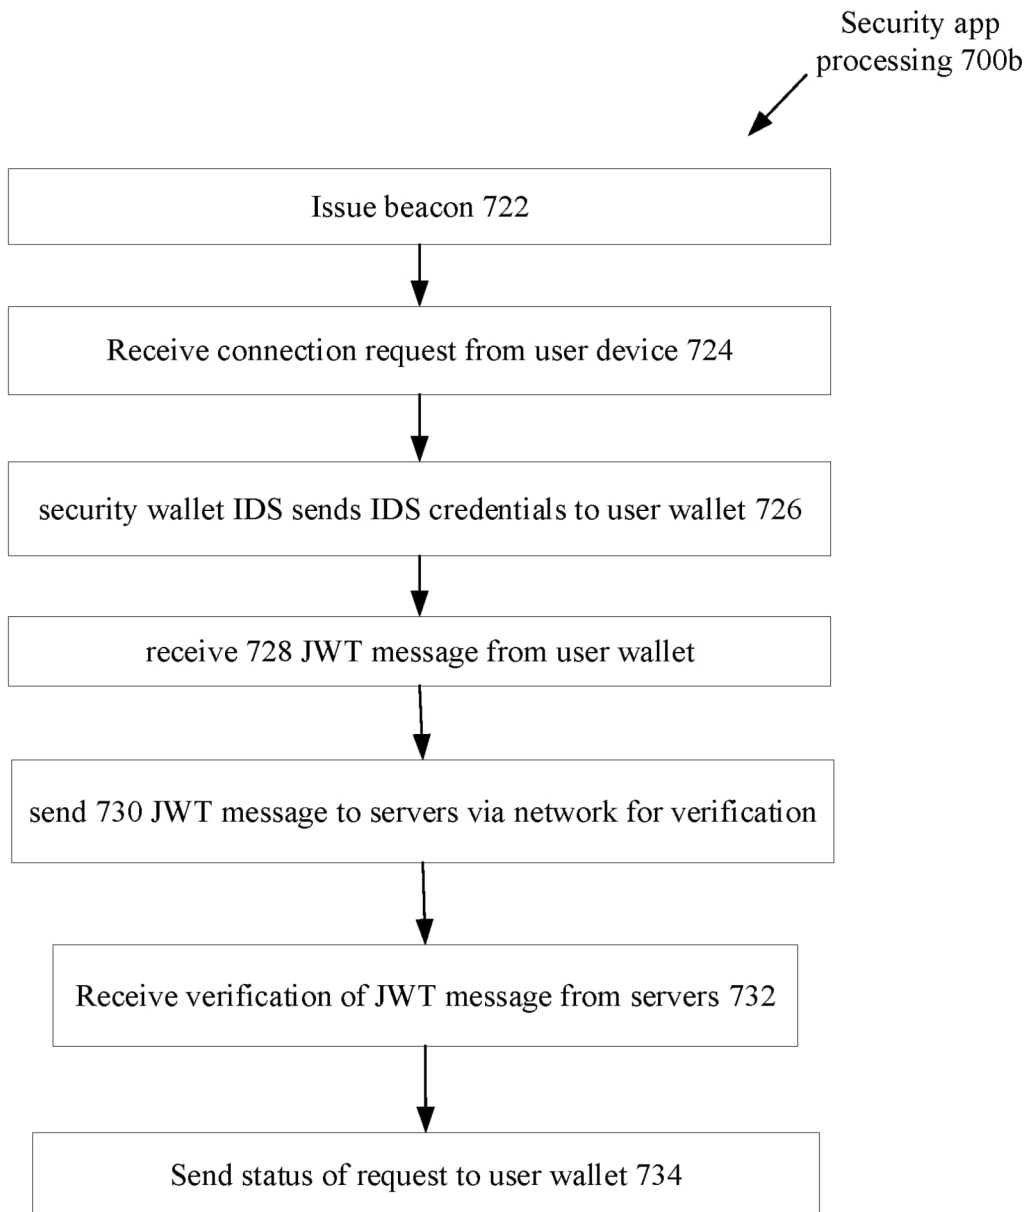 Security app
processing 700b
Issue beacon 722
Receive connection request from user device 724
security wallet IDS sends IDS credentials to user wallet 726
receive 728 JWT message from user wallet
send 730 JWT message to servers via network for verification
Receive verification of JWT message from servers 732
Send status of request to user wallet 734